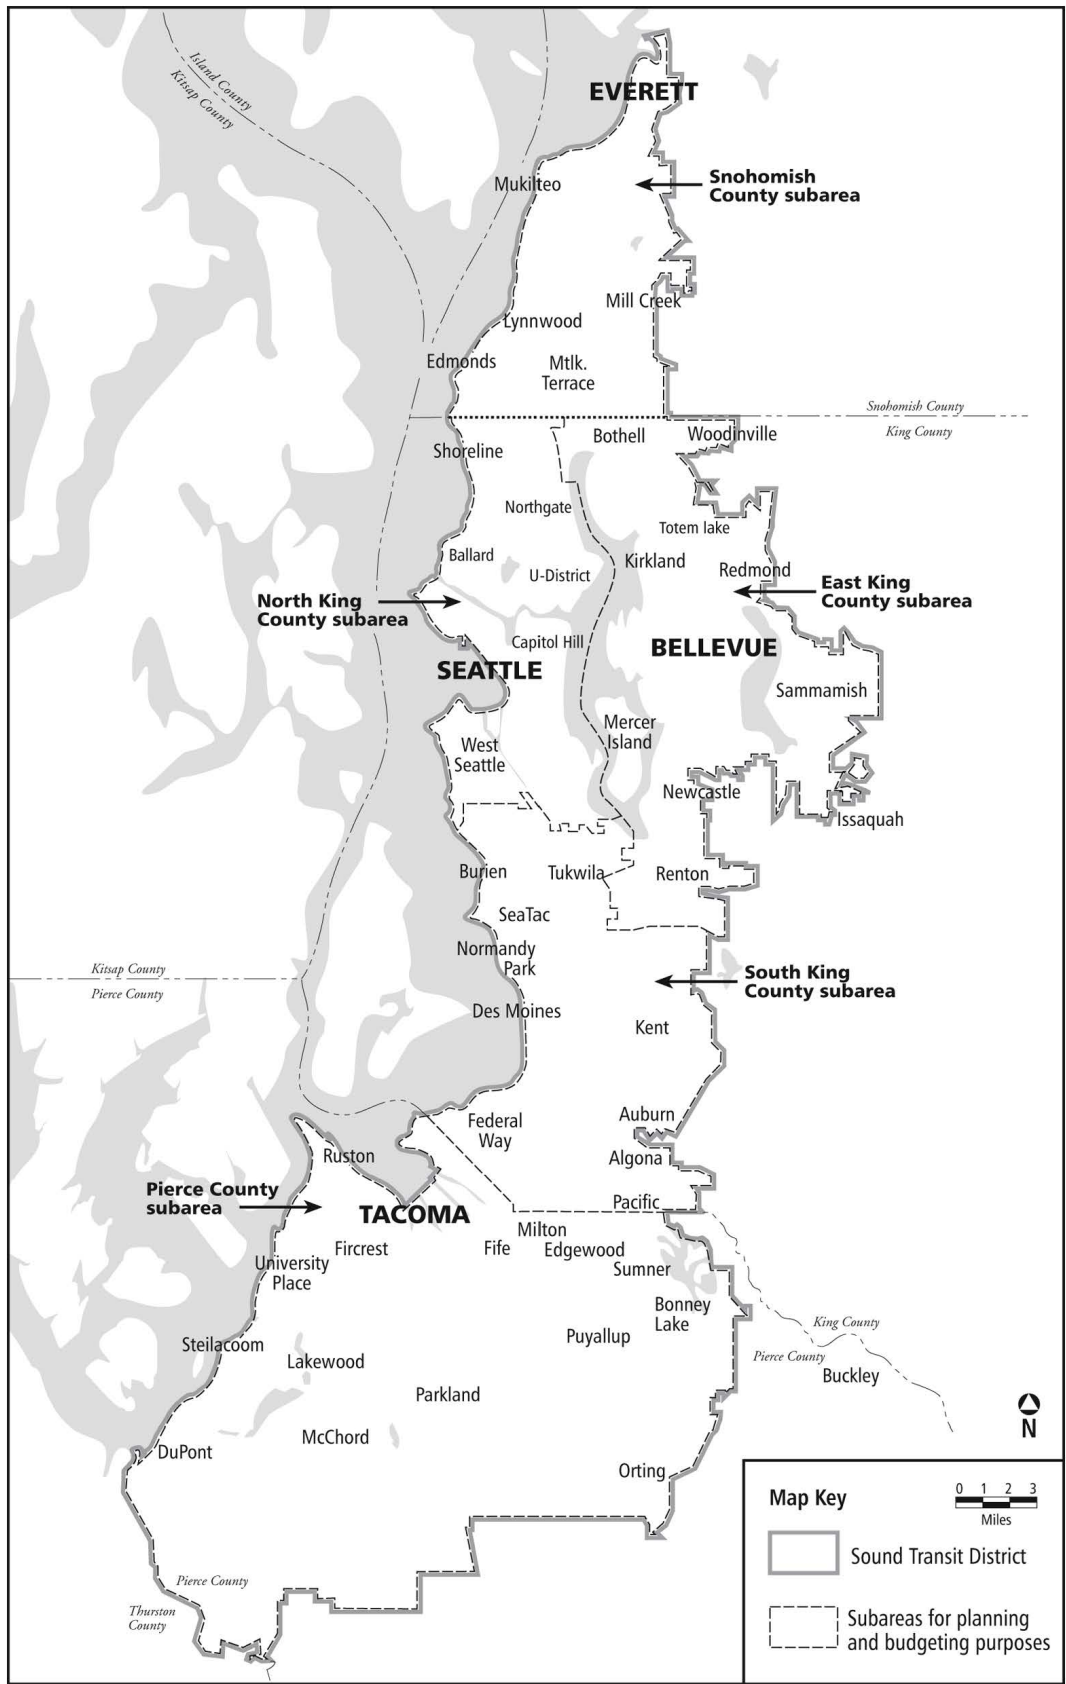 Island County
Kitsap County
EVERETT
Mukilteo
Snohomish
County subarea
Mill Creek
Lynnwood
Edmonds
Mtlk.
Terrace
Snohomish County
King County
Shoreline
Bothell
Woodinville
Northgate
Totem lake
Ballard
U-District
Kirkland
Redmond
North King
County subarea
East King
County subarea
Capitol Hill
SEATTLE
BELLEVUE
Sammamish
Mercer
Island
West
Seattle
Newcastle
Issaquah
Burien
Tukwila
Renton
SeaTac
Normandy
Park
Kitsap County
Pierce County
South King
County subarea
Des Moines
Kent
Federal
Way
Auburn
Ruston
Algona
Pierce County
subarea
Pacific
TACOMA
Milton
Fircrest
Fife
Edgewood
University
Place
Sumner
Bonney
Lake
King County
Pierce County
Puyallup
Steilacoom
Lakewood
Buckley
Parkland
McChord
DuPont
Orting
N
Map Key
0 1 2 3
Miles
Sound Transit District
Subareas for planning
and budgeting purposes
Pierce County
Thurston
County